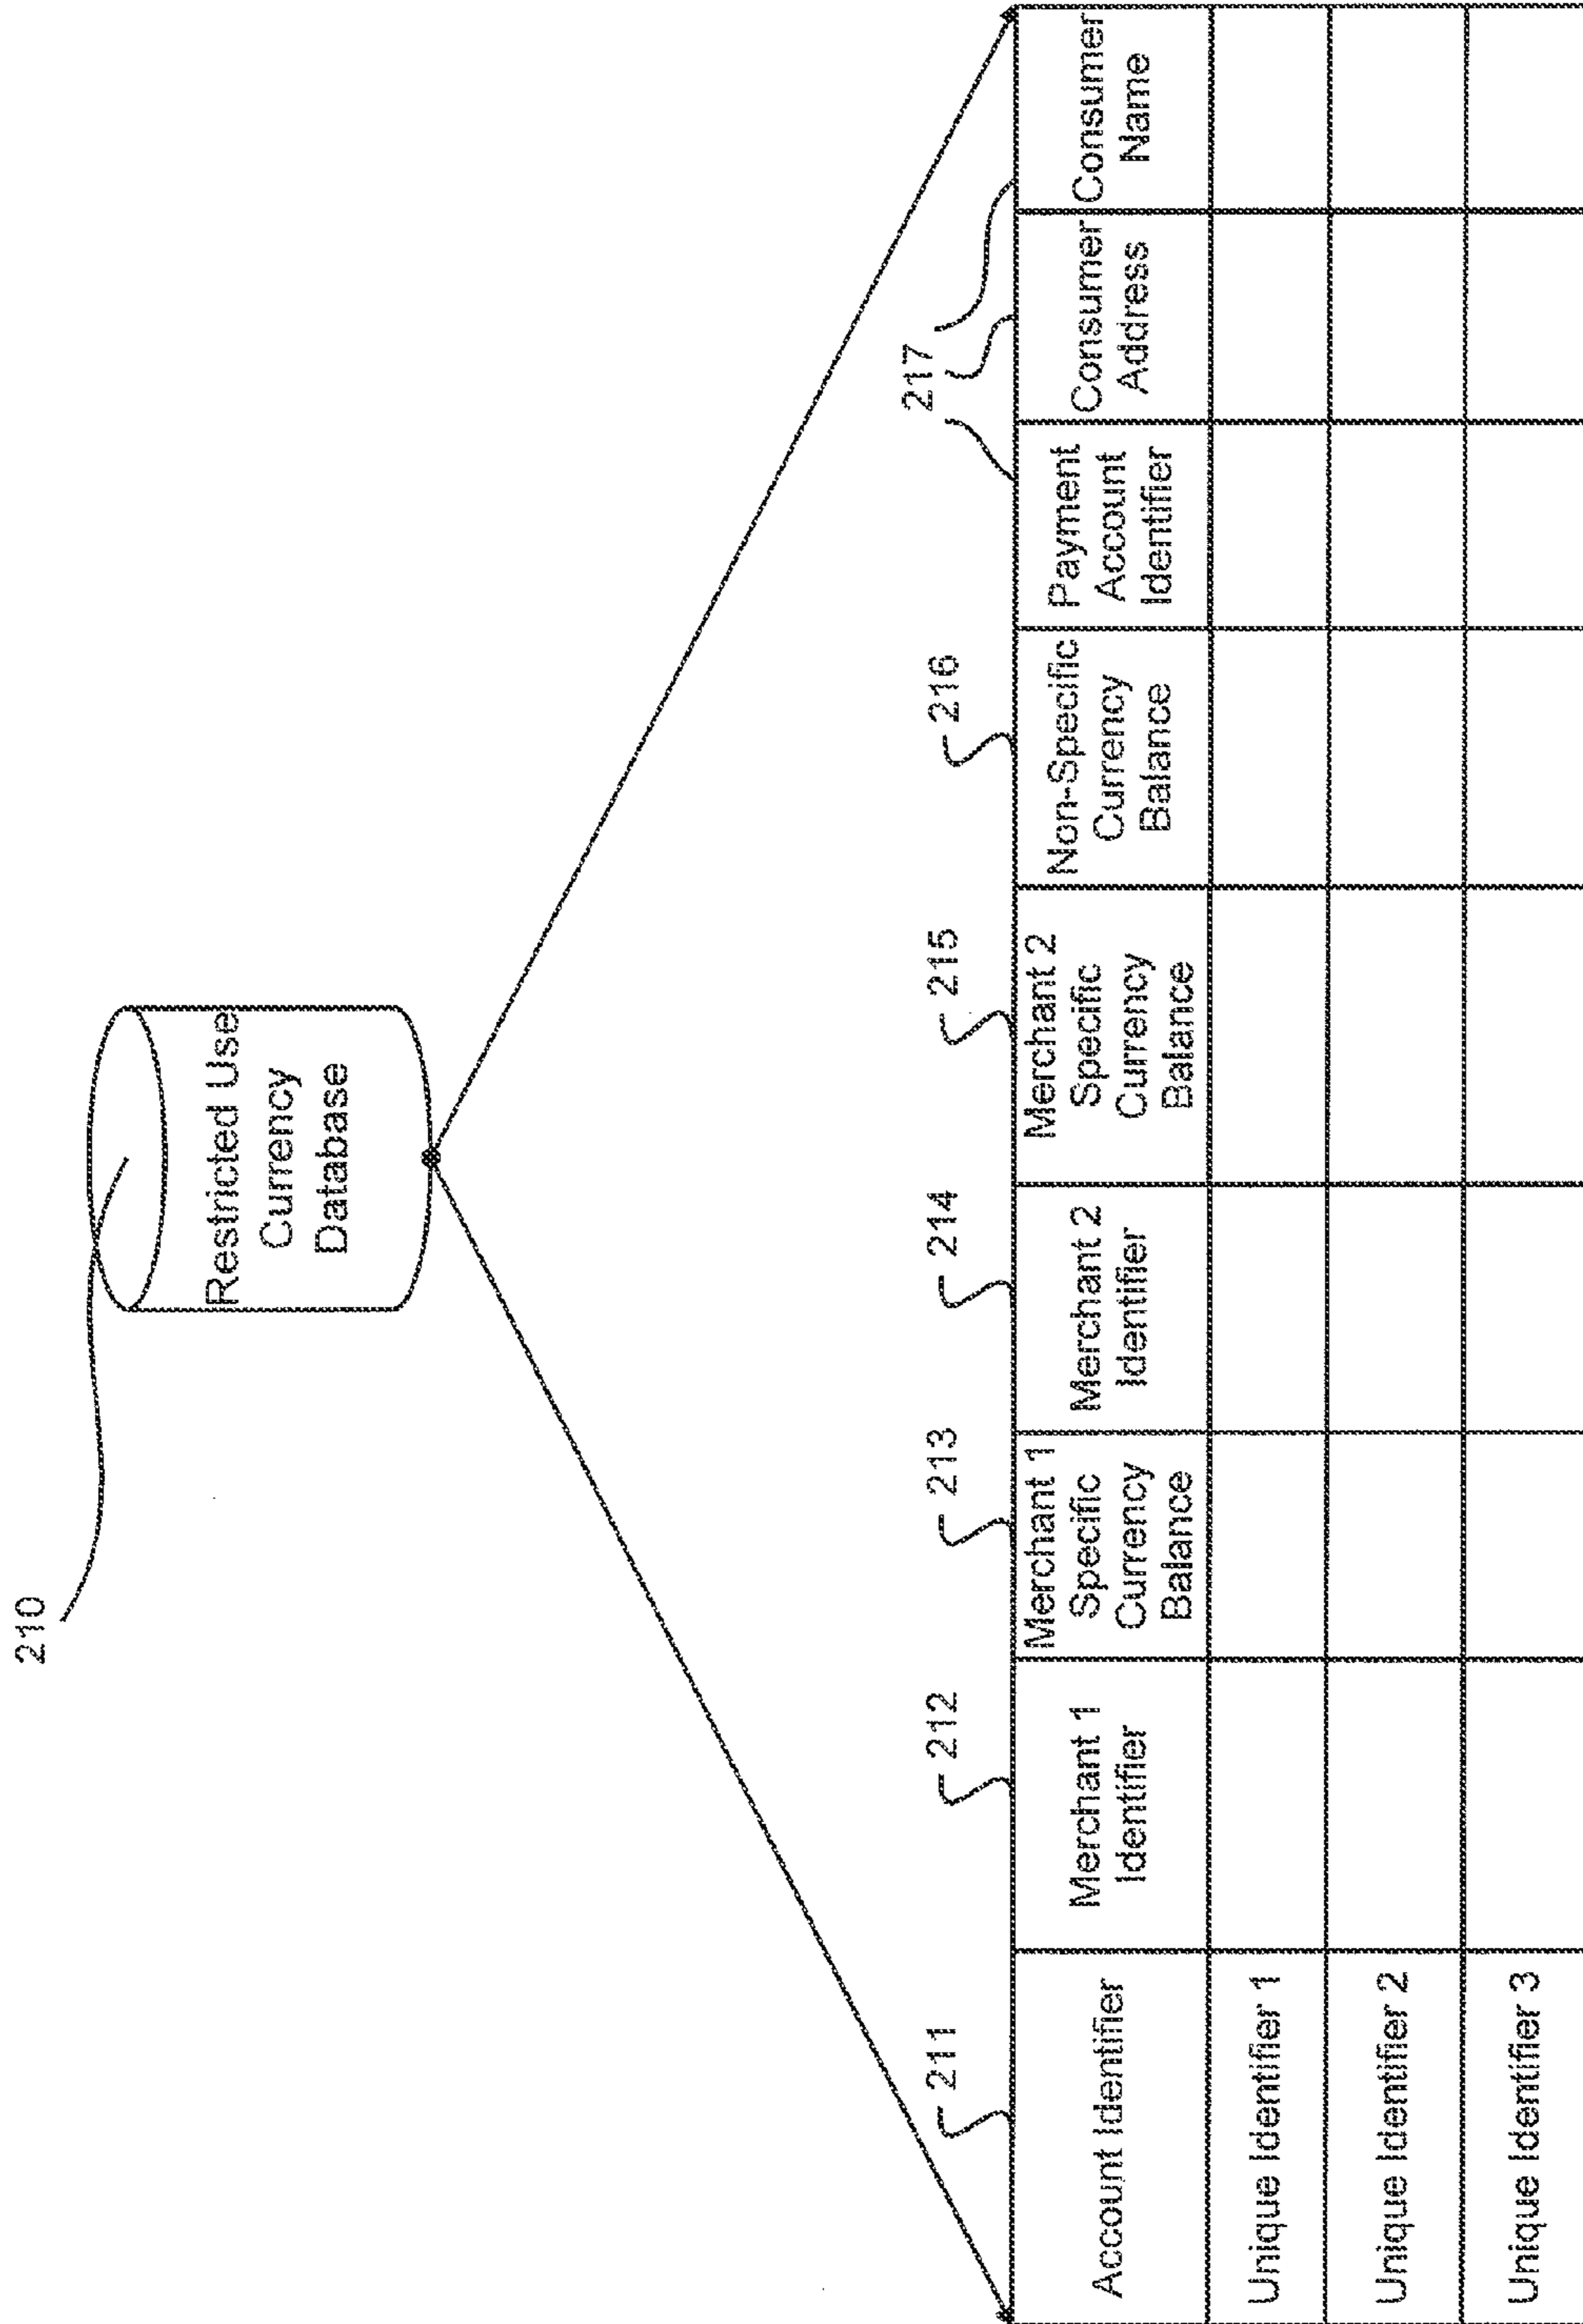 210
Restricted Use
Currency
Database
211
212
213
214
215
216
217
Account Identifier
Merchant 1
Identifier
Merchant 1
Specific
Currency
Balance
Merchant 2
Identifier
Merchant 2
Specific
Currency
Balance
Non-Specific
Currency
Balance
Payment
Account
Identifier
Consumer
Address
Consumer
Name
Unique Identifier 1
Unique Identifier 2
Unique Identifier 3